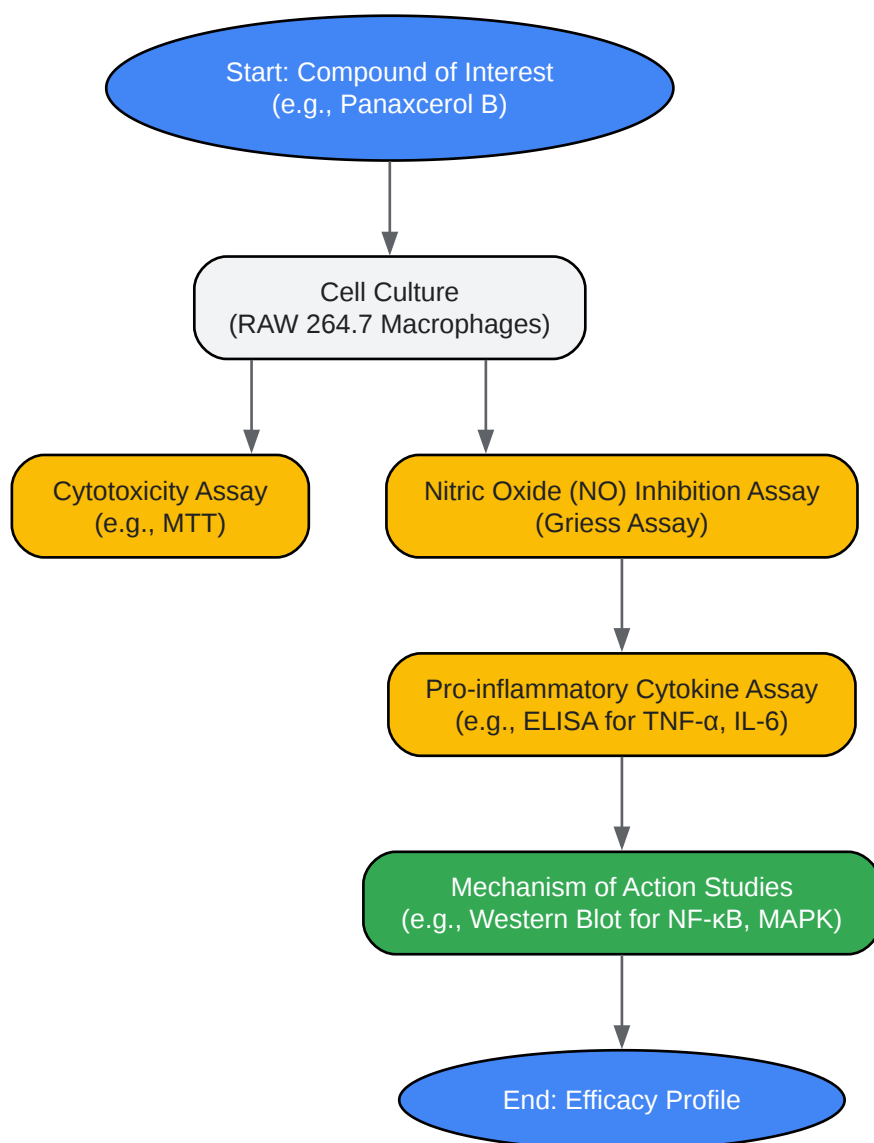 Start: Compound of Interest
(e.g., Panaxcerol B)
Cell Culture
(RAW 264.7 Macrophages)
Cytotoxicity Assay
(e.g., MTT)
Nitric Oxide (NO) Inhibition Assay
(Griess Assay)
Pro-inflammatory Cytokine Assay
(e.g., ELISA for TNF-α, IL-6)
Mechanism of Action Studies
(e.g., Western Blot for NF-κB, MAPK)
End: Efficacy Profile